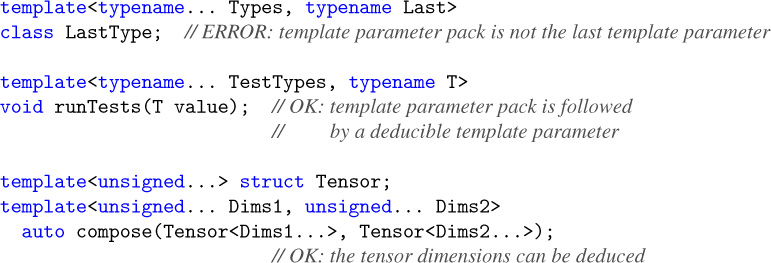 template<typename... Types, typename Last>
class LastType; // ERROR: template parameter pack is not the last template parameter
template<typename... TestTypes, typename T>
void runTests(T value); // OK: template parameter pack is followed
// by a deducible template parameter
template<unsigned...> struct Tensor;
template<unsigned... Dims1, unsigned... Dims2>
auto compose(Tensor<Dims1...>, Tensor<Dims2...>);
// OK: the tensor dimensions can be deduced